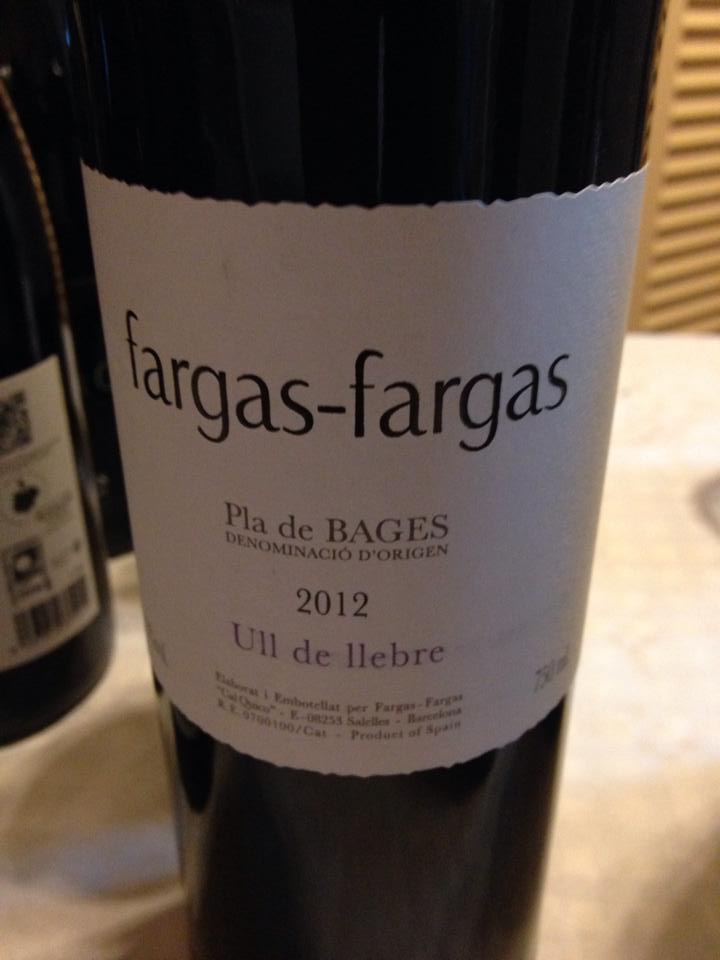 fargas-fargas
Pla de BAGES
DENOMINACIÓ D'ORIGEN
2012
Ull de llebre
750 ml
Elaborat i Embotellat per Fargas-Fargas
"Cal Quico" - E-08253 Salelles - Barcelona
R.E. 0700100/Cat - Product of Spain